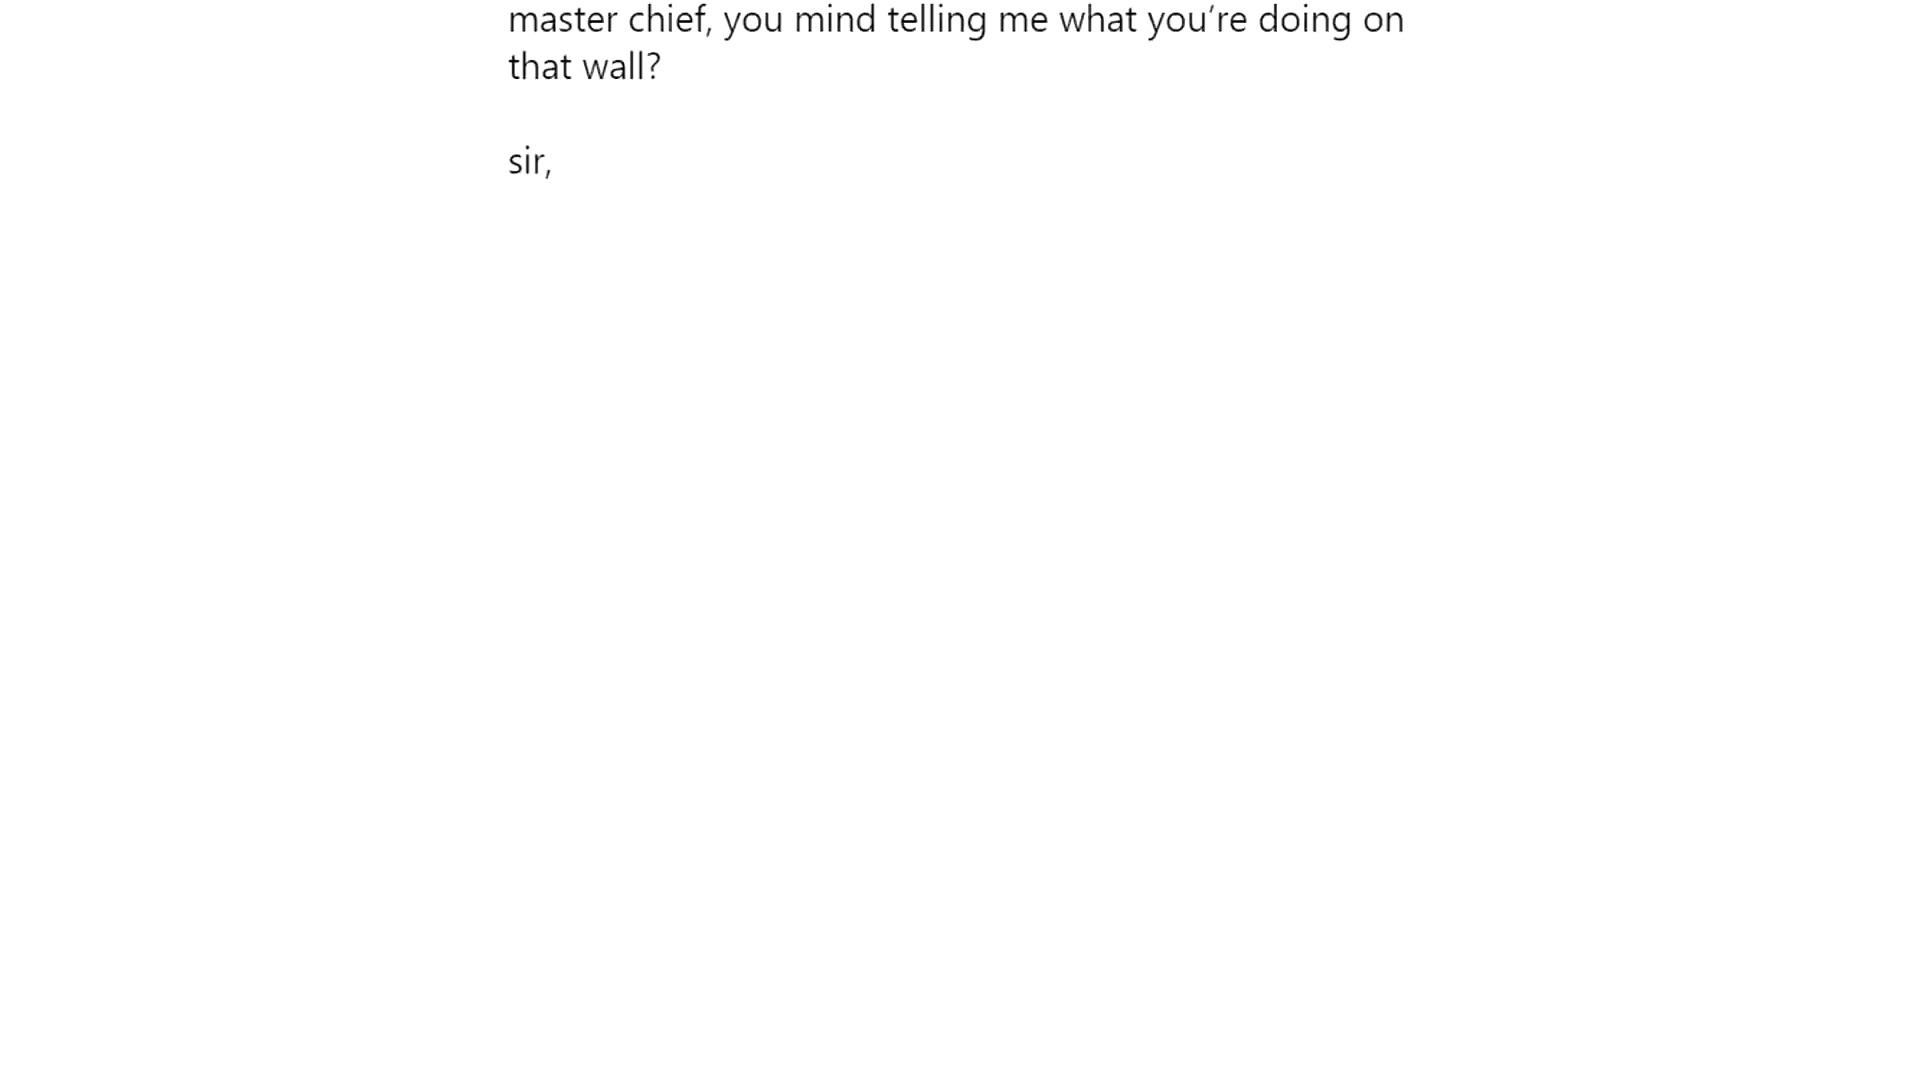 master chief, you mind telling me what you’re doing on
that wall?
sir,